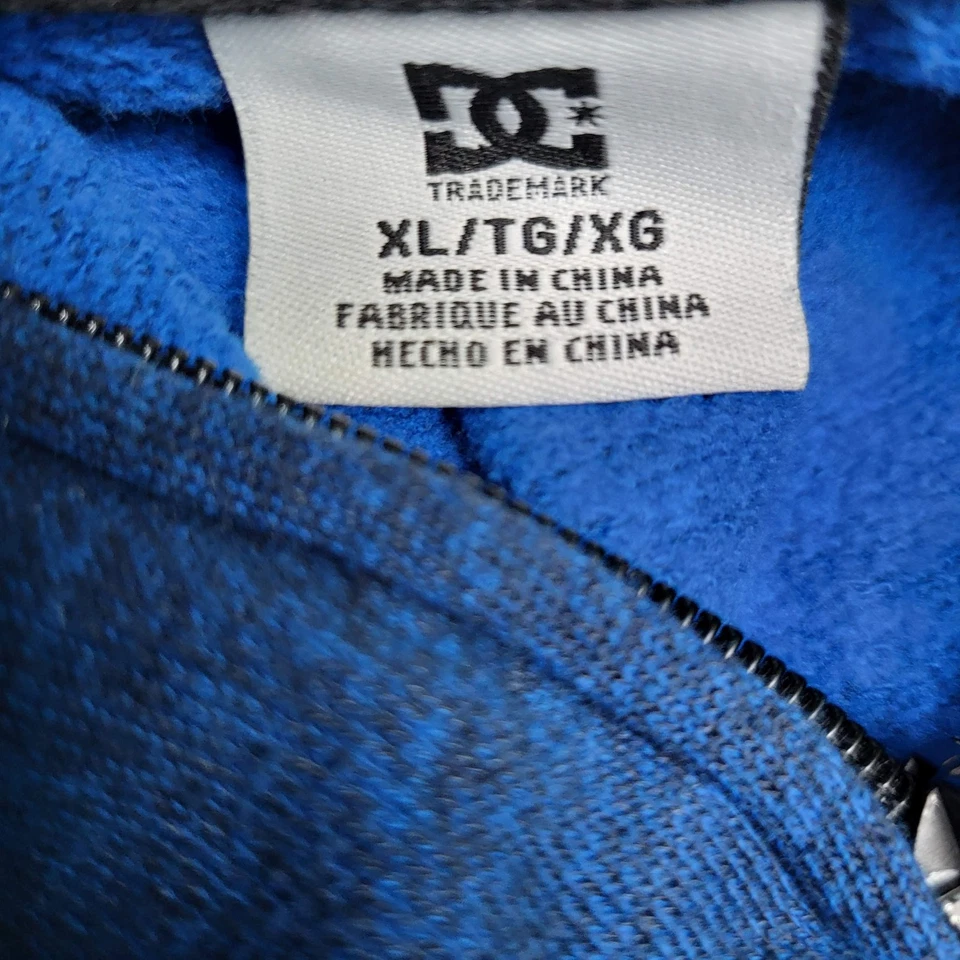 DC
TRADEMARK
XL/TG/XG
MADE IN CHINA
FABRIQUE AU CHINA
HECHO EN CHINA